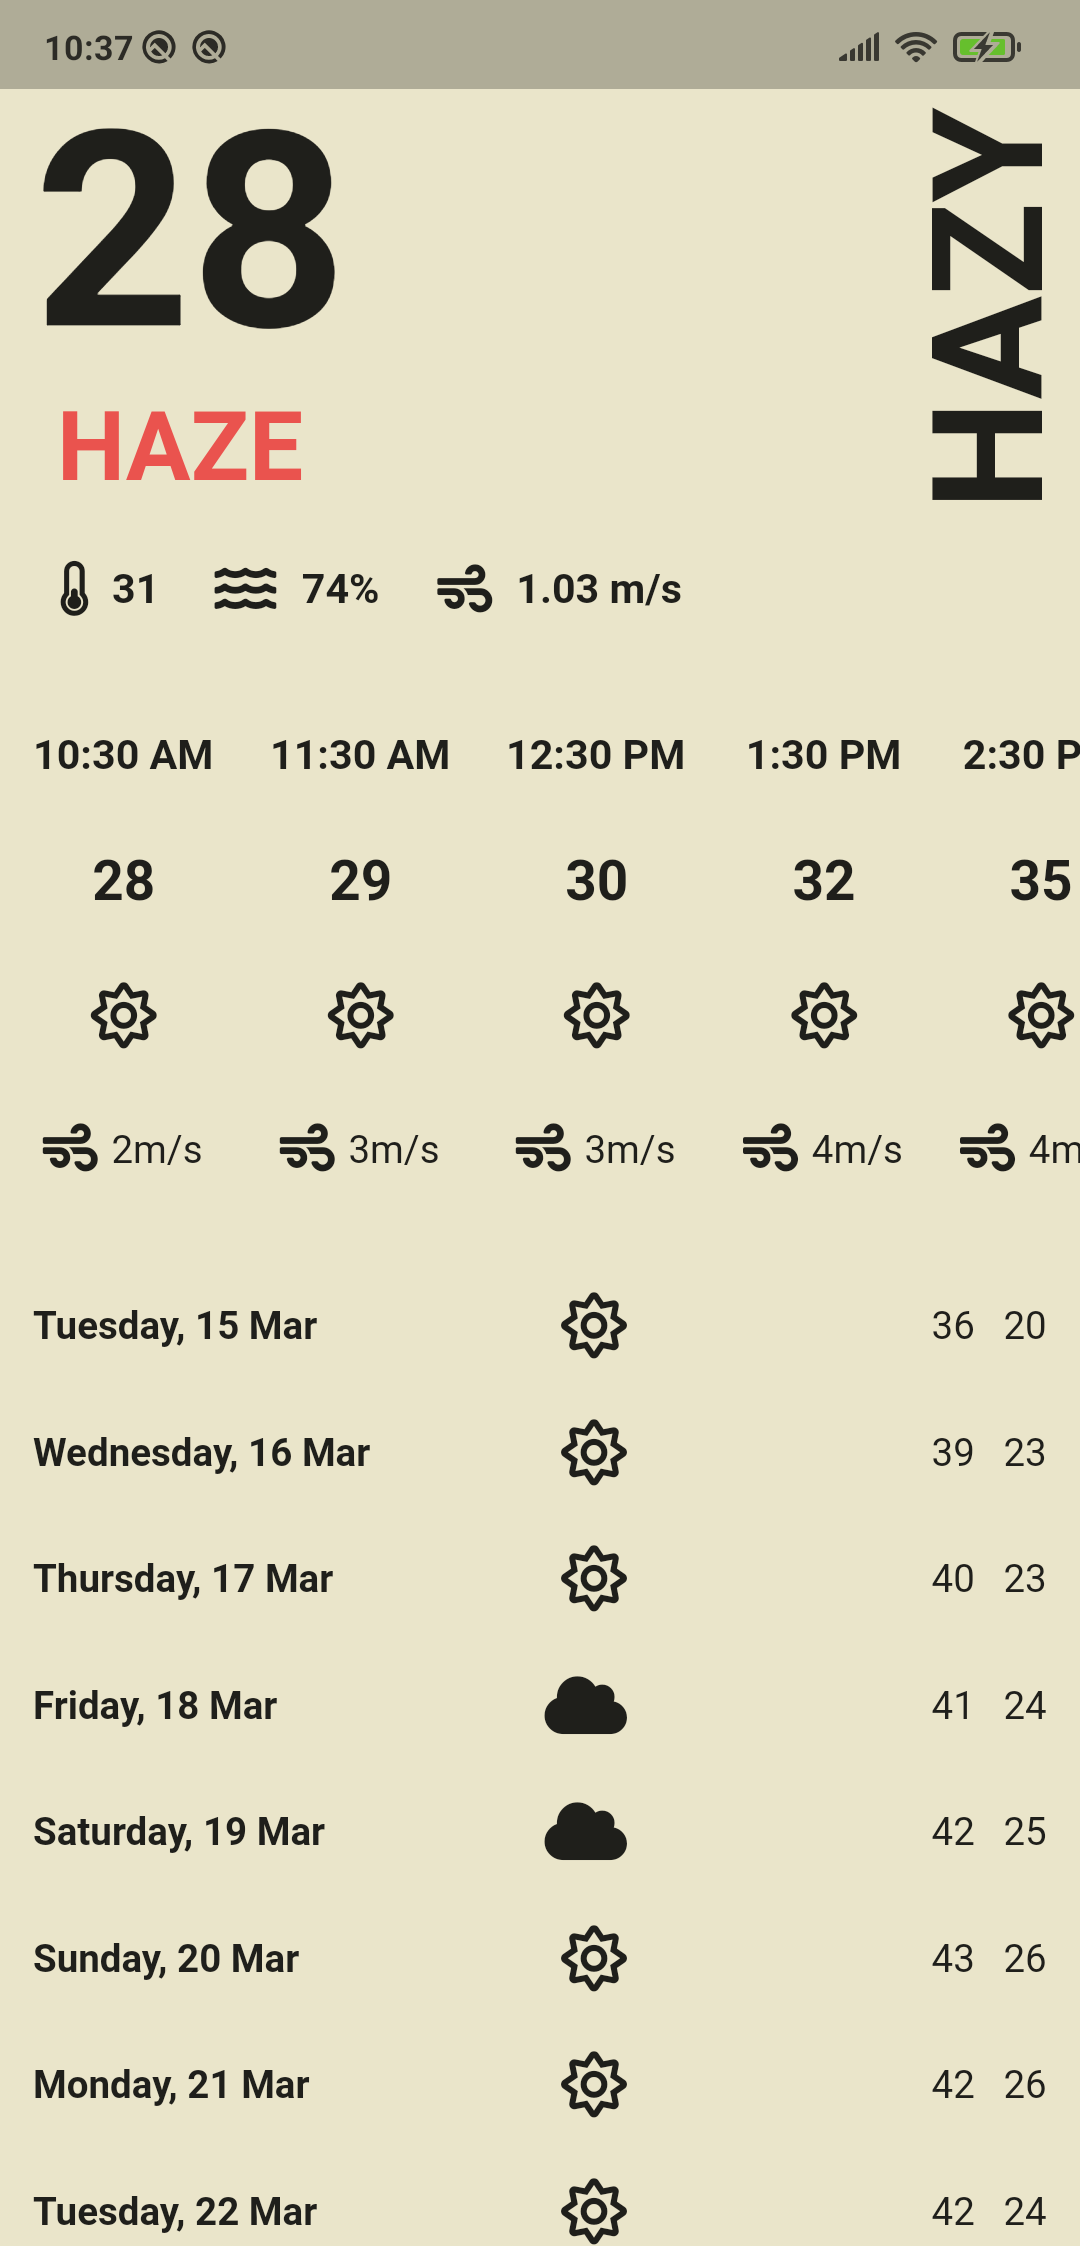 10:37
28
HAZY
HAZE
31 74% 1.03 m/s
10:30 AM 11:30 AM 12:30 PM 1:30 PM 2:30 P
28 29 30 32 35
2m/s 3m/s 3m/s 4m/s 4m
Tuesday, 15 Mar 36 20
Wednesday, 16 Mar 39 23
Thursday, 17 Mar 40 23
Friday, 18 Mar 41 24
Saturday, 19 Mar 42 25
Sunday, 20 Mar 43 26
Monday, 21 Mar 42 26
Tuesday, 22 Mar 42 24